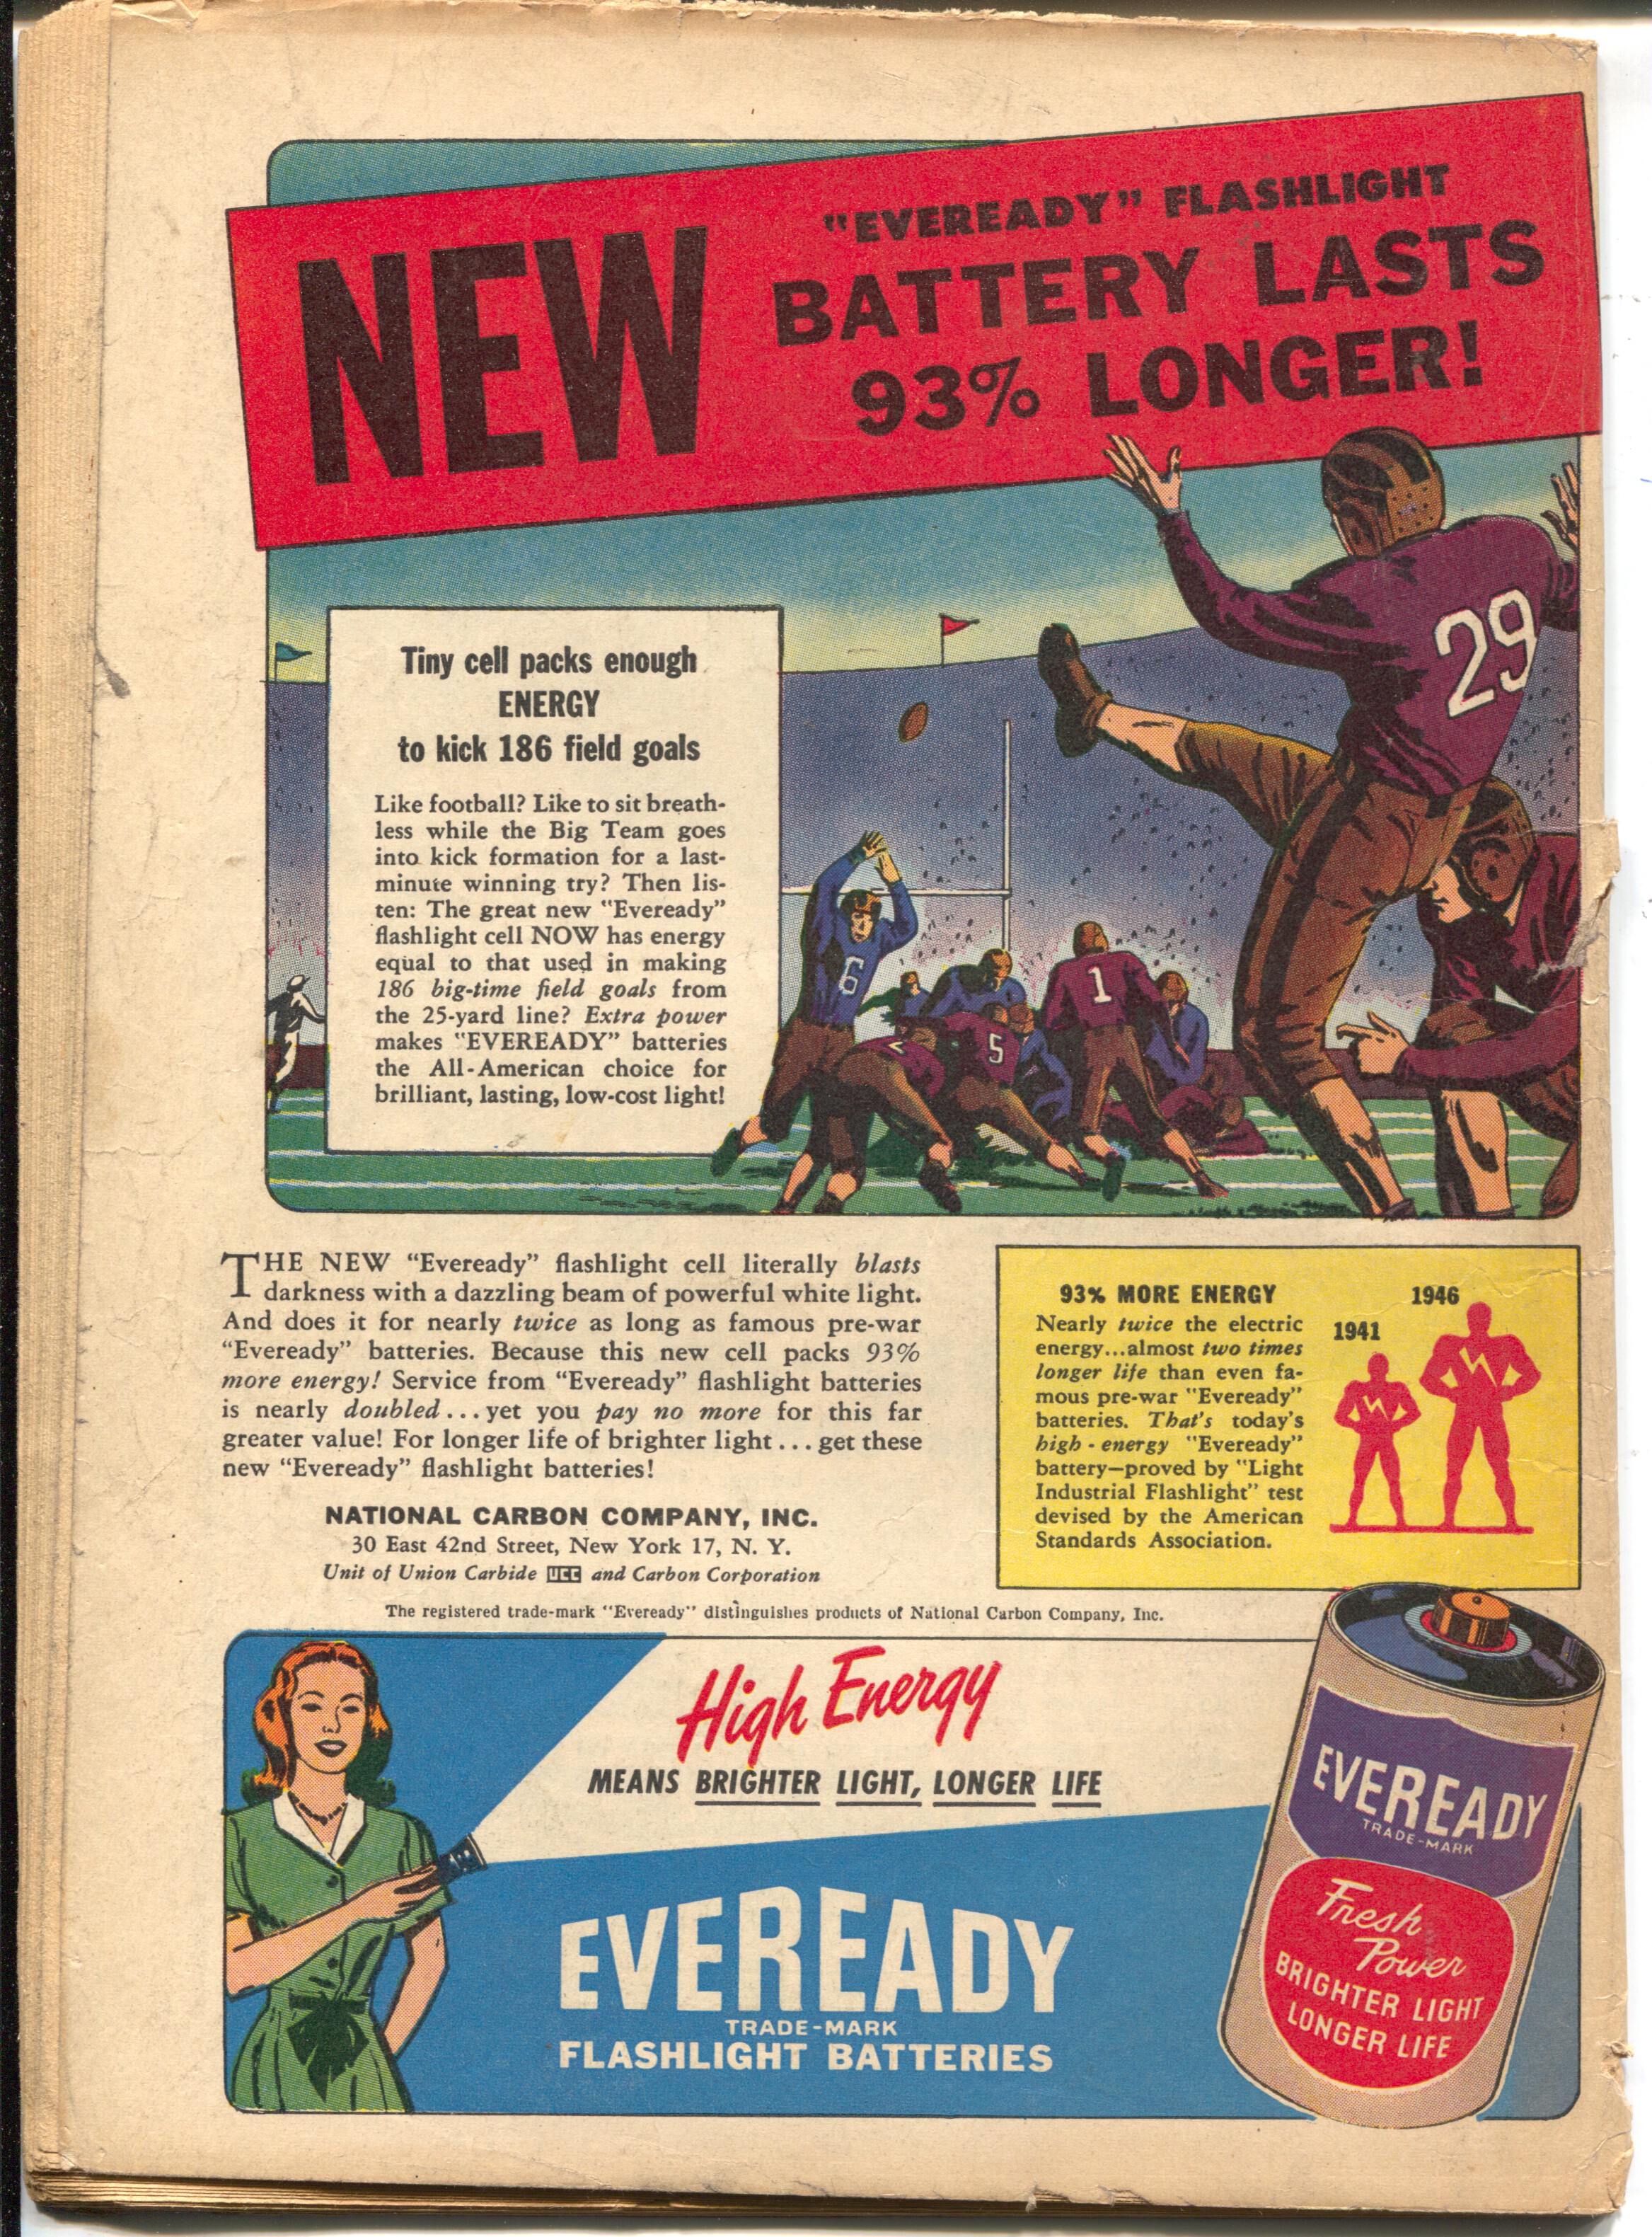 NEW
"EVEREADY" FLASHLIGHT
BATTERY LASTS
93% LONGER!
29
Tiny cell packs enough
ENERGY
to kick 186 field goals
Like football? Like to sit breath-
less while the Big Team goes
into kick formation for a last-
minute winning try? Then lis-
ten: The great new "Eveready"
flashlight cell NOW has energy
equal to that used in making
186 big-time field goals from
the 25-yard line? Extra power
makes "EVEREADY" batteries
the All-American choice for
brilliant, lasting, low-cost light!
6
1
5
2
THE NEW "Eveready" flashlight cell literally blasts
darkness with a dazzling beam of powerful white light.
And does it for nearly twice as long as famous pre-war
"Eveready" batteries. Because this new cell packs 93%
more energy! Service from "Eveready" flashlight batteries
is nearly doubled...yet you pay no more for this far
greater value! For longer life of brighter light...get these
new "Eveready" flashlight batteries!
NATIONAL CARBON COMPANY, INC.
30 East 42nd Street, New York 17, N. Y.
Unit of Union Carbide UCC and Carbon Corporation
93% MORE ENERGY
Nearly twice the electric
energy...almost two times
longer life than even fa-
mous pre-war "Eveready"
batteries. That's today's
high-energy "Eveready"
battery—proved by "Light
Industrial Flashlight" test
devised by the American
Standards Association.
1941
1946
The registered trade-mark "Eveready" distinguishes products of National Carbon Company, Inc.
High Energy
MEANS BRIGHTER LIGHT, LONGER LIFE
EVEREADY
TRADE-MARK
FLASHLIGHT BATTERIES
EVEREADY
TRADE-MARK
Fresh
Power
BRIGHTER LIGHT
LONGER LIFE